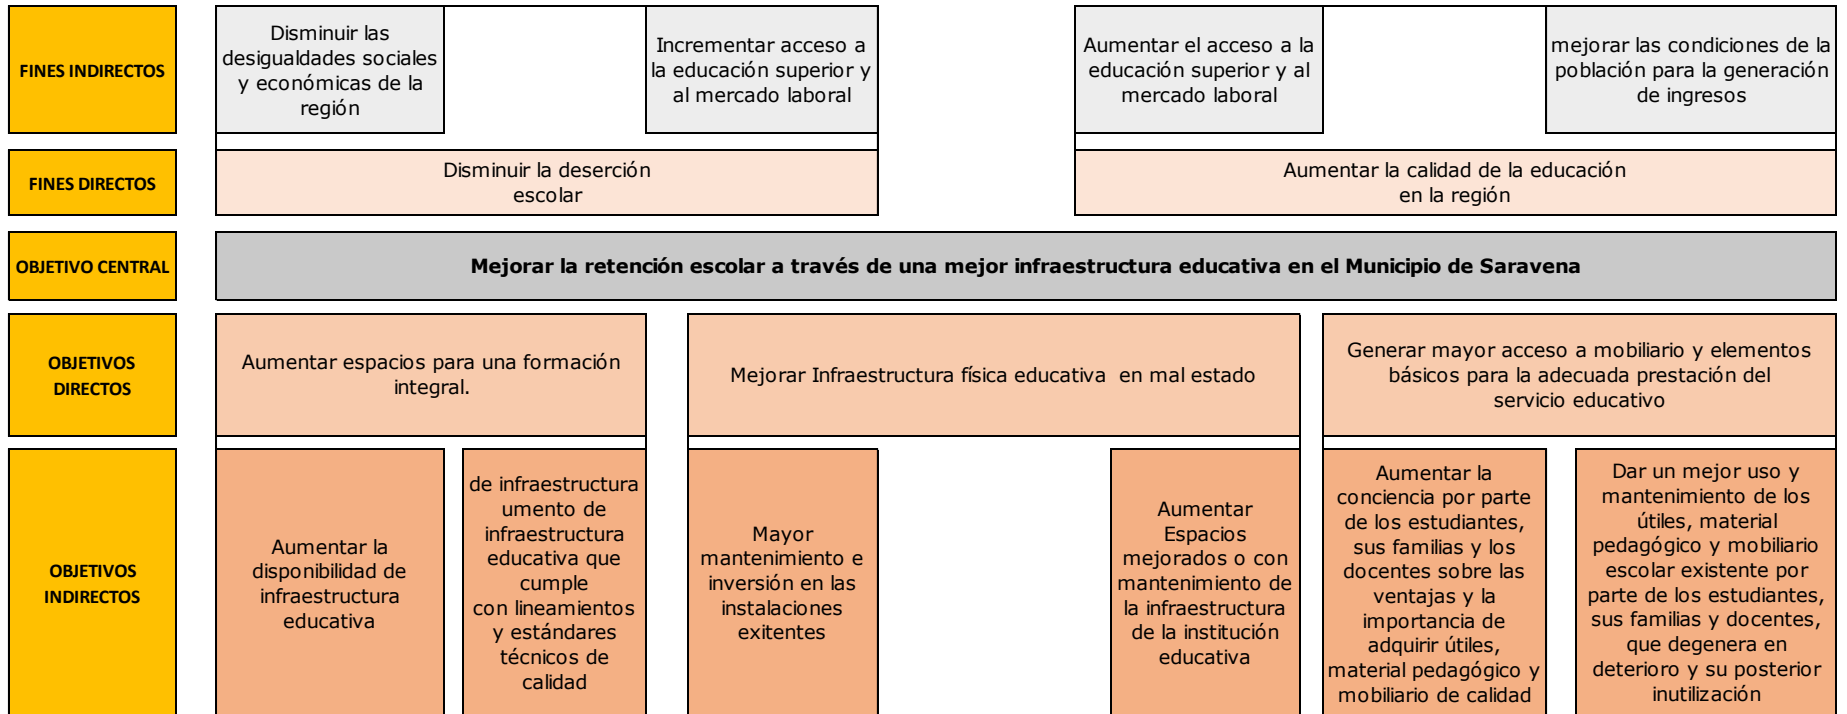 FINES INDIRECTOS
Disminuir las
desigualdades sociales
y económicas de la
región
Incrementar acceso a
la educación superior y
al mercado laboral
Aumentar el acceso a la
educación superior y al
mercado laboral
mejorar las condiciones de la
población para la generación
de ingresos
FINES DIRECTOS
Disminuir la deserción
escolar
Aumentar la calidad de la educación
en la región
OBJETIVO CENTRAL
Mejorar la retención escolar a través de una mejor infraestructura educativa en el Municipio de Saravena
OBJETIVOS
DIRECTOS
Aumentar espacios para una formación
integral.
Mejorar Infraestructura física educativa en mal estado
Generar mayor acceso a mobiliario y elementos
básicos para la adecuada prestación del
servicio educativo
OBJETIVOS
INDIRECTOS
Aumentar la
disponibilidad de
infraestructura
educativa
de infraestructura
umento de
infraestructura
educativa que
cumple
con lineamientos
y estándares
técnicos de
calidad
Mayor
mantenimiento e
inversión en las
instalaciones
exitentes
Aumentar
Espacios
mejorados o con
mantenimiento de
la infraestructura
de la institución
educativa
Aumentar la
conciencia por parte
de los estudiantes,
sus familias y los
docentes sobre las
ventajas y la
importancia de
adquirir útiles,
material pedagógico y
mobiliario de calidad
Dar un mejor uso y
mantenimiento de los
útiles, material
pedagógico y mobiliario
escolar existente por
parte de los estudiantes,
sus familias y docentes,
que degenera en
deterioro y su posterior
inutilización